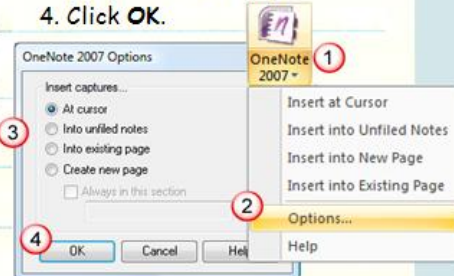 4. Click OK.
OneNote 2007 Options
Insert captures...
At cursor
Into unfiled notes
Into existing page
Create new page
Always in this section
OK
Cancel
Hel
OneNote
2007
Insert at Cursor
Insert into Unfiled Notes
Insert into New Page
Insert into Existing Page
Options...
Help
1
2
3
4